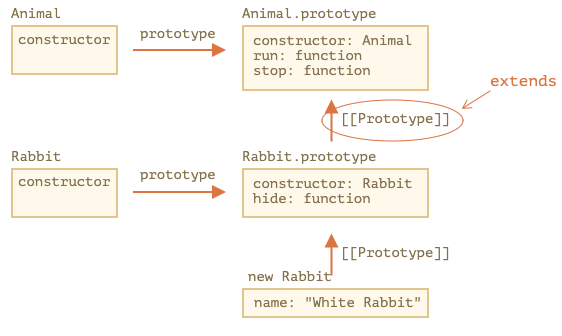 Animal
constructor
prototype
Animal.prototype
constructor: Animal
run: function
stop: function
extends
[[Prototype]]
Rabbit
constructor
prototype
Rabbit.prototype
constructor: Rabbit
hide: function
[[Prototype]]
new Rabbit
name: "White Rabbit"